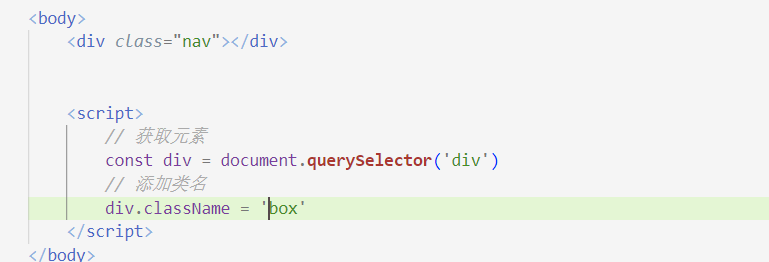 <body>
<div class="nav"></div>
<script>
// 获取元素
const div = document.querySelector('div')
// 添加类名
div.className = 'box'
</script>
</body>